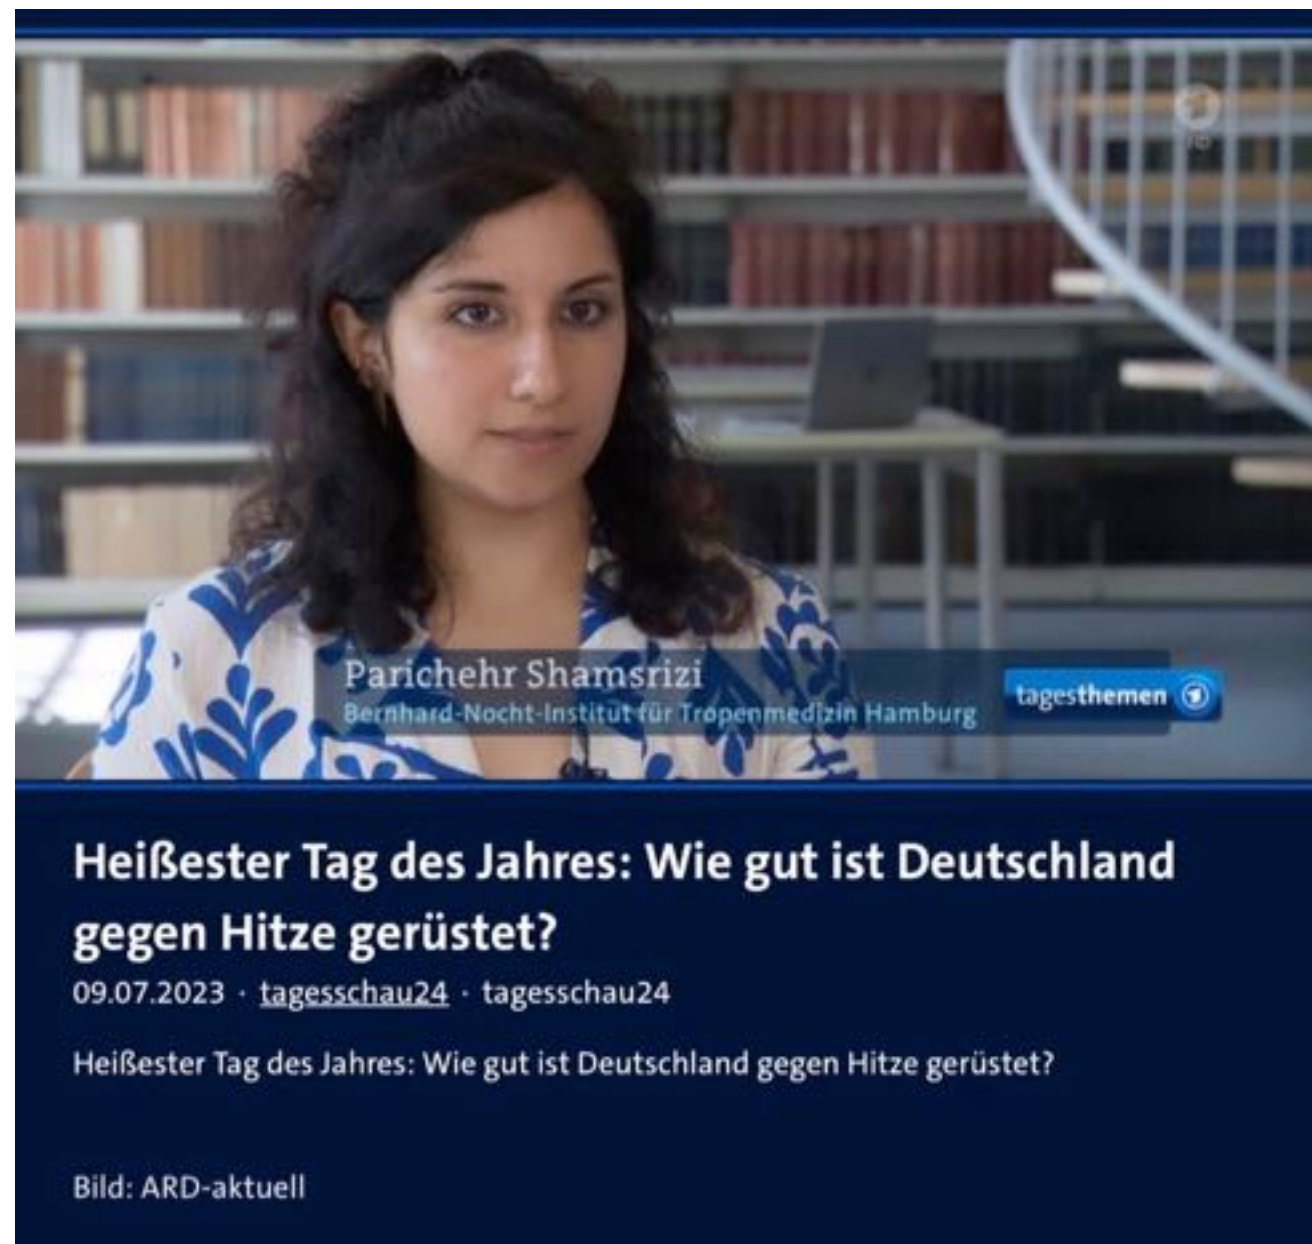 Parichehr Shamsrizi
Bernhard-Nocht-Institut für Tropenmedizin Hamburg
tagesthemen
Heißester Tag des Jahres: Wie gut ist Deutschland
gegen Hitze gerüstet?
09.07.2023 · tagesschau24 · tagesschau24
Heißester Tag des Jahres: Wie gut ist Deutschland gegen Hitze gerüstet?
Bild: ARD-aktuell